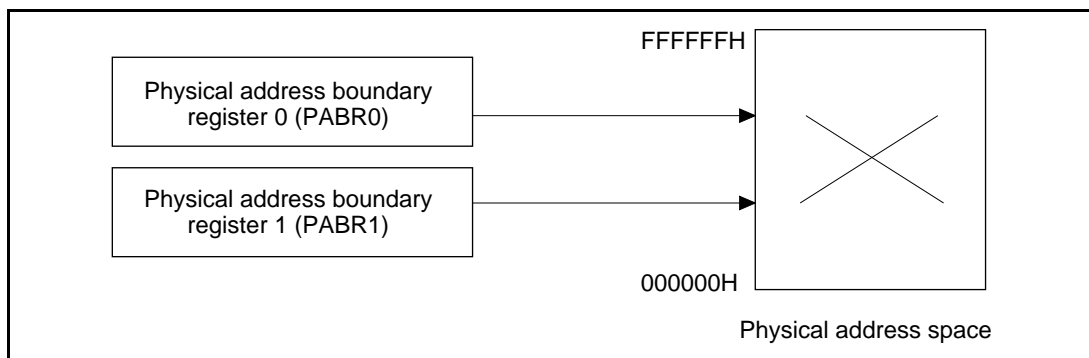 FFFFFFH
Physical address boundary
register 0 (PABR0)
Physical address boundary
register 1 (PABR1)
000000H
Physical address space